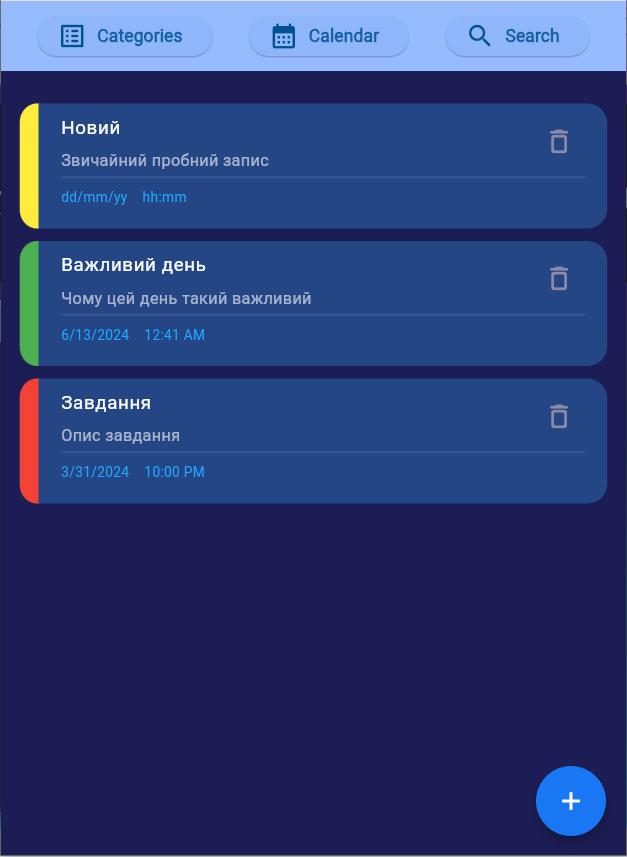 Categories Calendar Search
Новий
Звичайний пробний запис
dd/mm/yy hh:mm
Важливий день
Чому цей день такий важливий
6/13/2024 12:41 AM
Завдання
Опис завдання
3/31/2024 10:00 PM